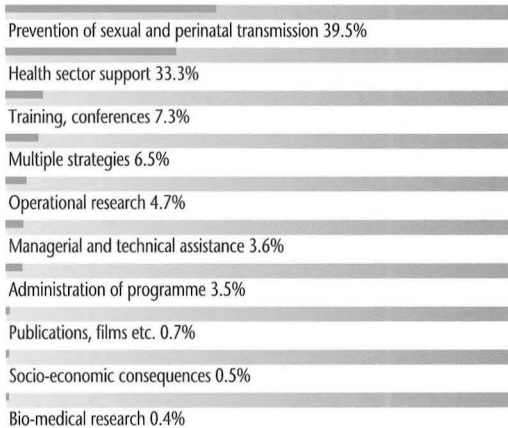 Prevention of sexual and perinatal transmission 39.5%
Health sector support 33.3%
Training, conferences 7.3%
Multiple strategies 6.5%
Operational research 4.7%
Managerial and technical assistance 3.6%
Administration of programme 3.5%
Publications, films etc. 0.7%
Socio-economic consequences 0.5%
Bio-medical research 0.4%